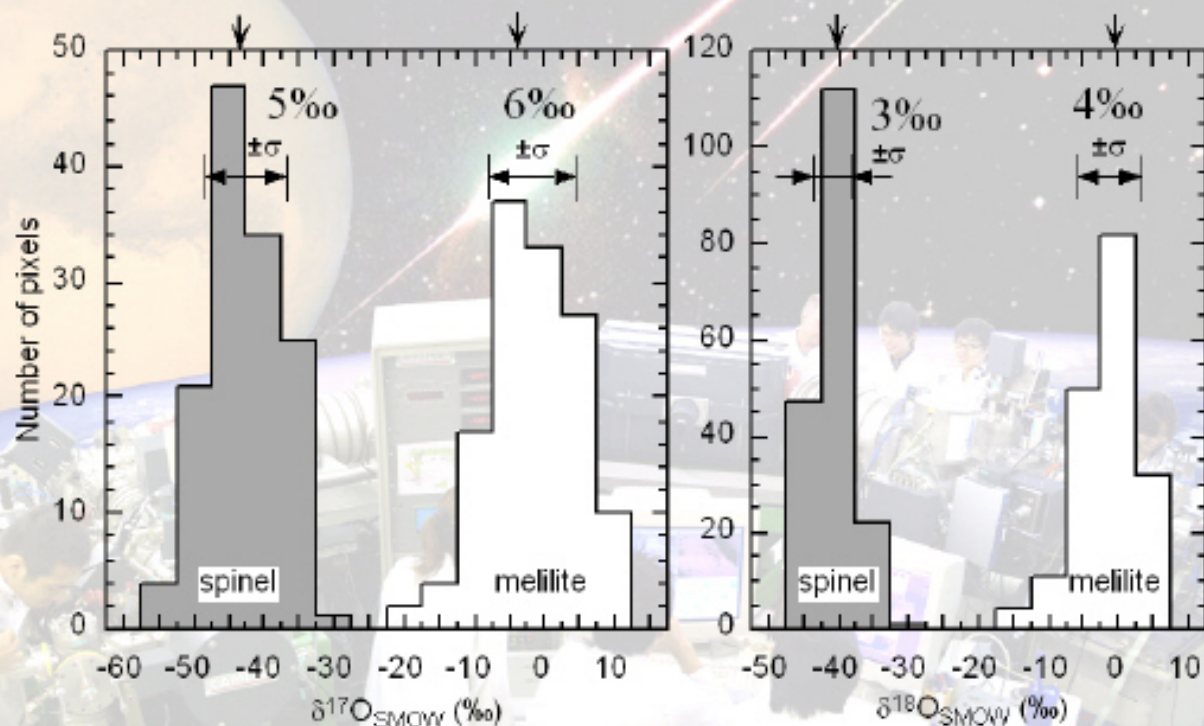 50
40
30
20
10
0
Number of pixels
5‰
±σ
6‰
±σ
spinel
melilite
-60 -50 -40 -30 -20 -10 0 10
δ¹⁷O_SMOW (‰)
120
100
80
60
40
20
0
3‰
±σ
4‰
±σ
spinel
melilite
-50 -40 -30 -20 -10 0 10
δ¹⁸O_SMOW (‰)